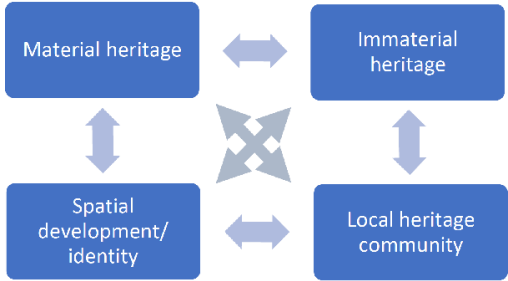 Material heritage
Immaterial
heritage
Spatial
development/
identity
Local heritage
community